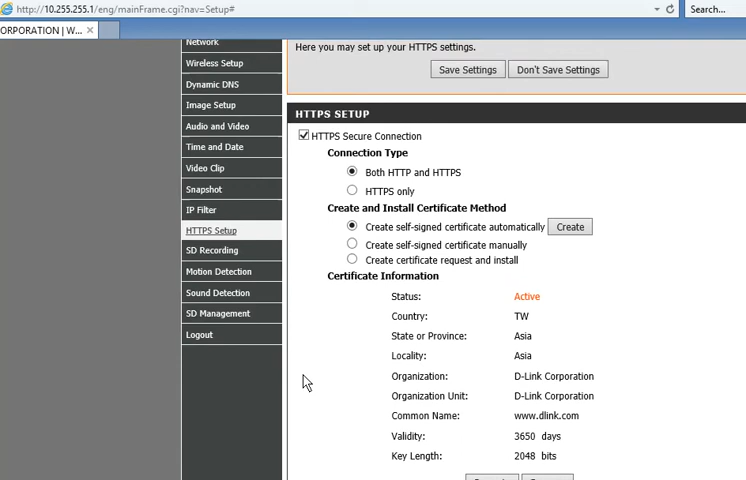 http://10.255.255.1/eng/mainFrame.cgi?nav=Setup#
Search...
ORPORATION | W... ×
Network
Here you may set up your HTTPS settings.
Wireless Setup
Save Settings Don't Save Settings
Dynamic DNS
Image Setup
HTTPS SETUP
Audio and Video
HTTPS Secure Connection
Time and Date
Connection Type
Video Clip
Both HTTP and HTTPS
Snapshot
HTTPS only
IP Filter
Create and Install Certificate Method
HTTPS Setup
Create self-signed certificate automatically Create
SD Recording
Create self-signed certificate manually
Create certificate request and install
Motion Detection
Certificate Information
Sound Detection
Status: Active
SD Management
Country: TW
Logout
State or Province: Asia
Locality: Asia
Organization: D-Link Corporation
Organization Unit: D-Link Corporation
Common Name: www.dlink.com
Validity: 3650 days
Key Length: 2048 bits